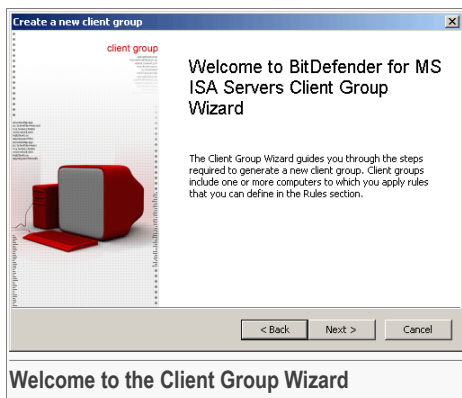 Create a new client group
client group
Welcome to BitDefender for MS
ISA Servers Client Group
Wizard
The Client Group Wizard guides you through the steps
required to generate a new client group. Client groups
include one or more computers to which you apply rules
that you can define in the Rules section.
< Back
Next >
Cancel
Welcome to the Client Group Wizard